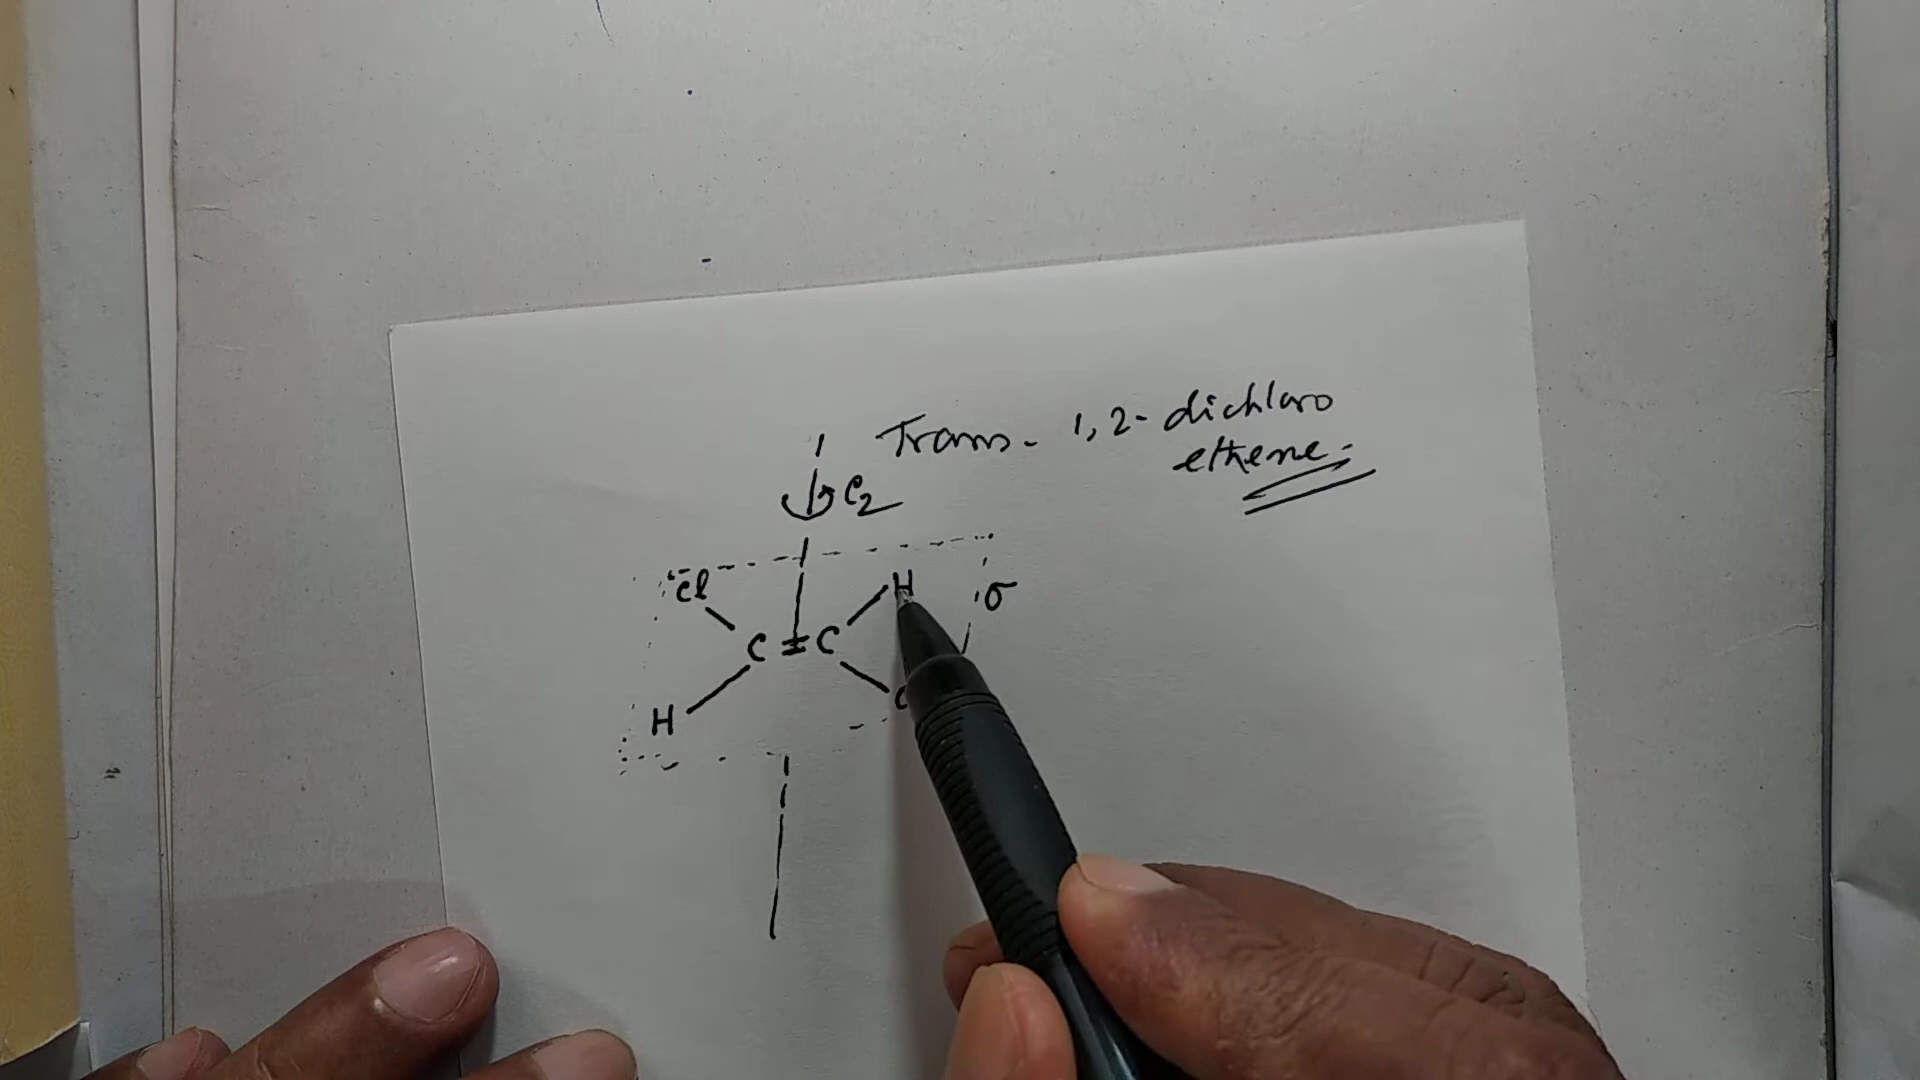 Trans- 1,2-dichloro
ethene-
C2
Cl H
σ
C = C
H C